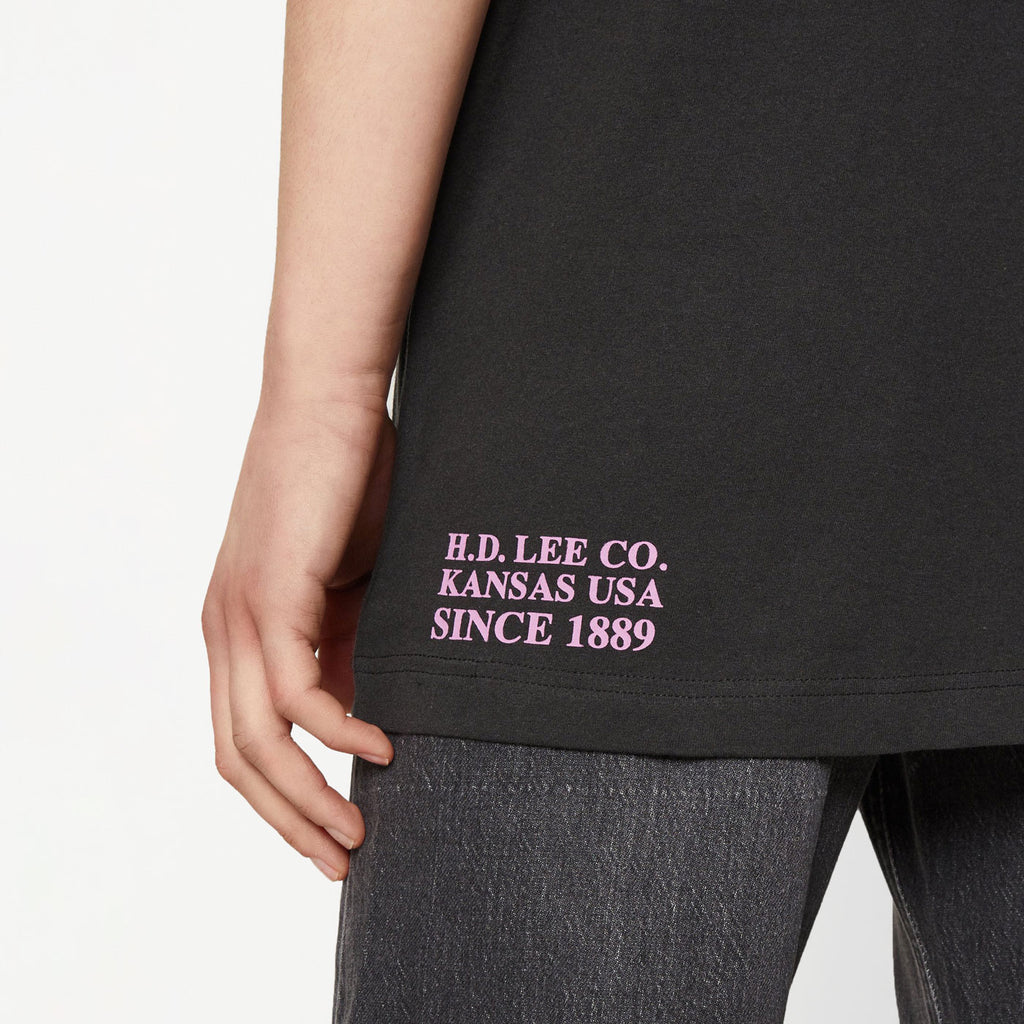 H.D. LEE CO.
KANSAS USA
SINCE 1889